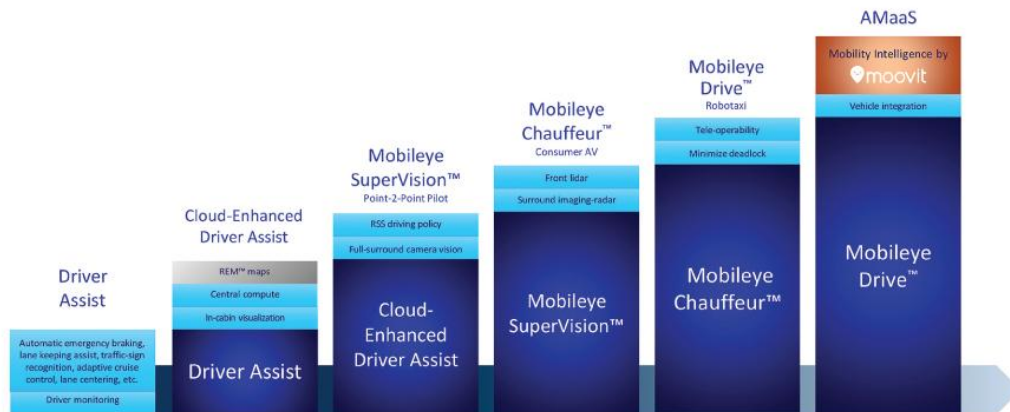 Driver
Assist
Automatic emergency braking,
lane keeping assist, traffic-sign
recognition, adaptive cruise
control, lane centering, etc.
Driver monitoring
Cloud-Enhanced
Driver Assist
REM™ maps
Central compute
In-cabin visualization
Driver Assist
Mobileye
SuperVision™
Point-2-Point Pilot
RSS driving policy
Full-surround camera vision
Cloud-
Enhanced
Driver Assist
Mobileye
Chauffeur™
Consumer AV
Front lidar
Surround imaging-radar
Mobileye
SuperVision™
Mobileye
Drive™
Robotaxi
Tele-operability
Minimize deadlock
Mobileye
Chauffeur™
AMaaS
Mobility Intelligence by
moovit
Vehicle integration
Mobileye
Drive™